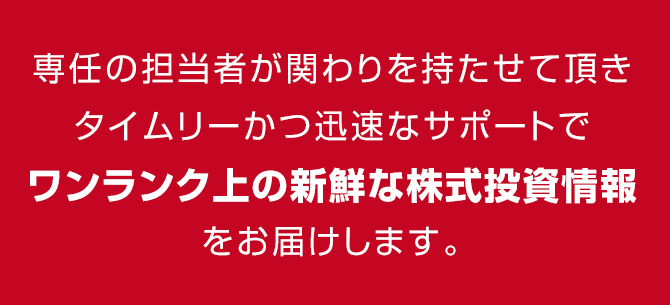 専任の担当者が関わりを持たせて頂き
タイムリーかつ迅速なサポートで
ワンランク上の新鮮な株式投資情報
をお届けします。